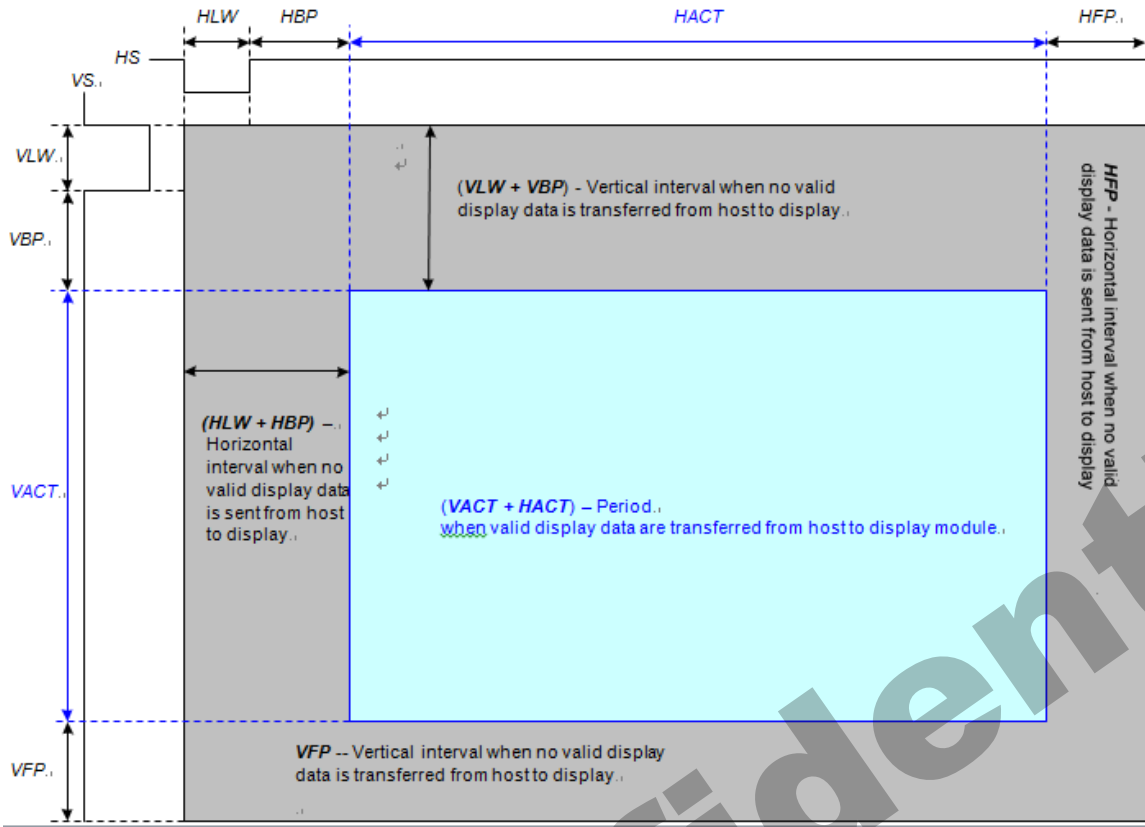 HLW HBP HACT HFP
HS
VS
VLW
VBP
(VLW + VBP) - Vertical interval when no valid
display data is transferred from host to display.
HFP - Horizontal interval when no valid
display data is sent from host to display
(HLW + HBP) –
Horizontal
interval when no
valid display data
is sent from host
to display.
VACT
(VACT + HACT) – Period
when valid display data are transferred from host to display module.
VFP -- Vertical interval when no valid display
data is transferred from host to display.
VFP